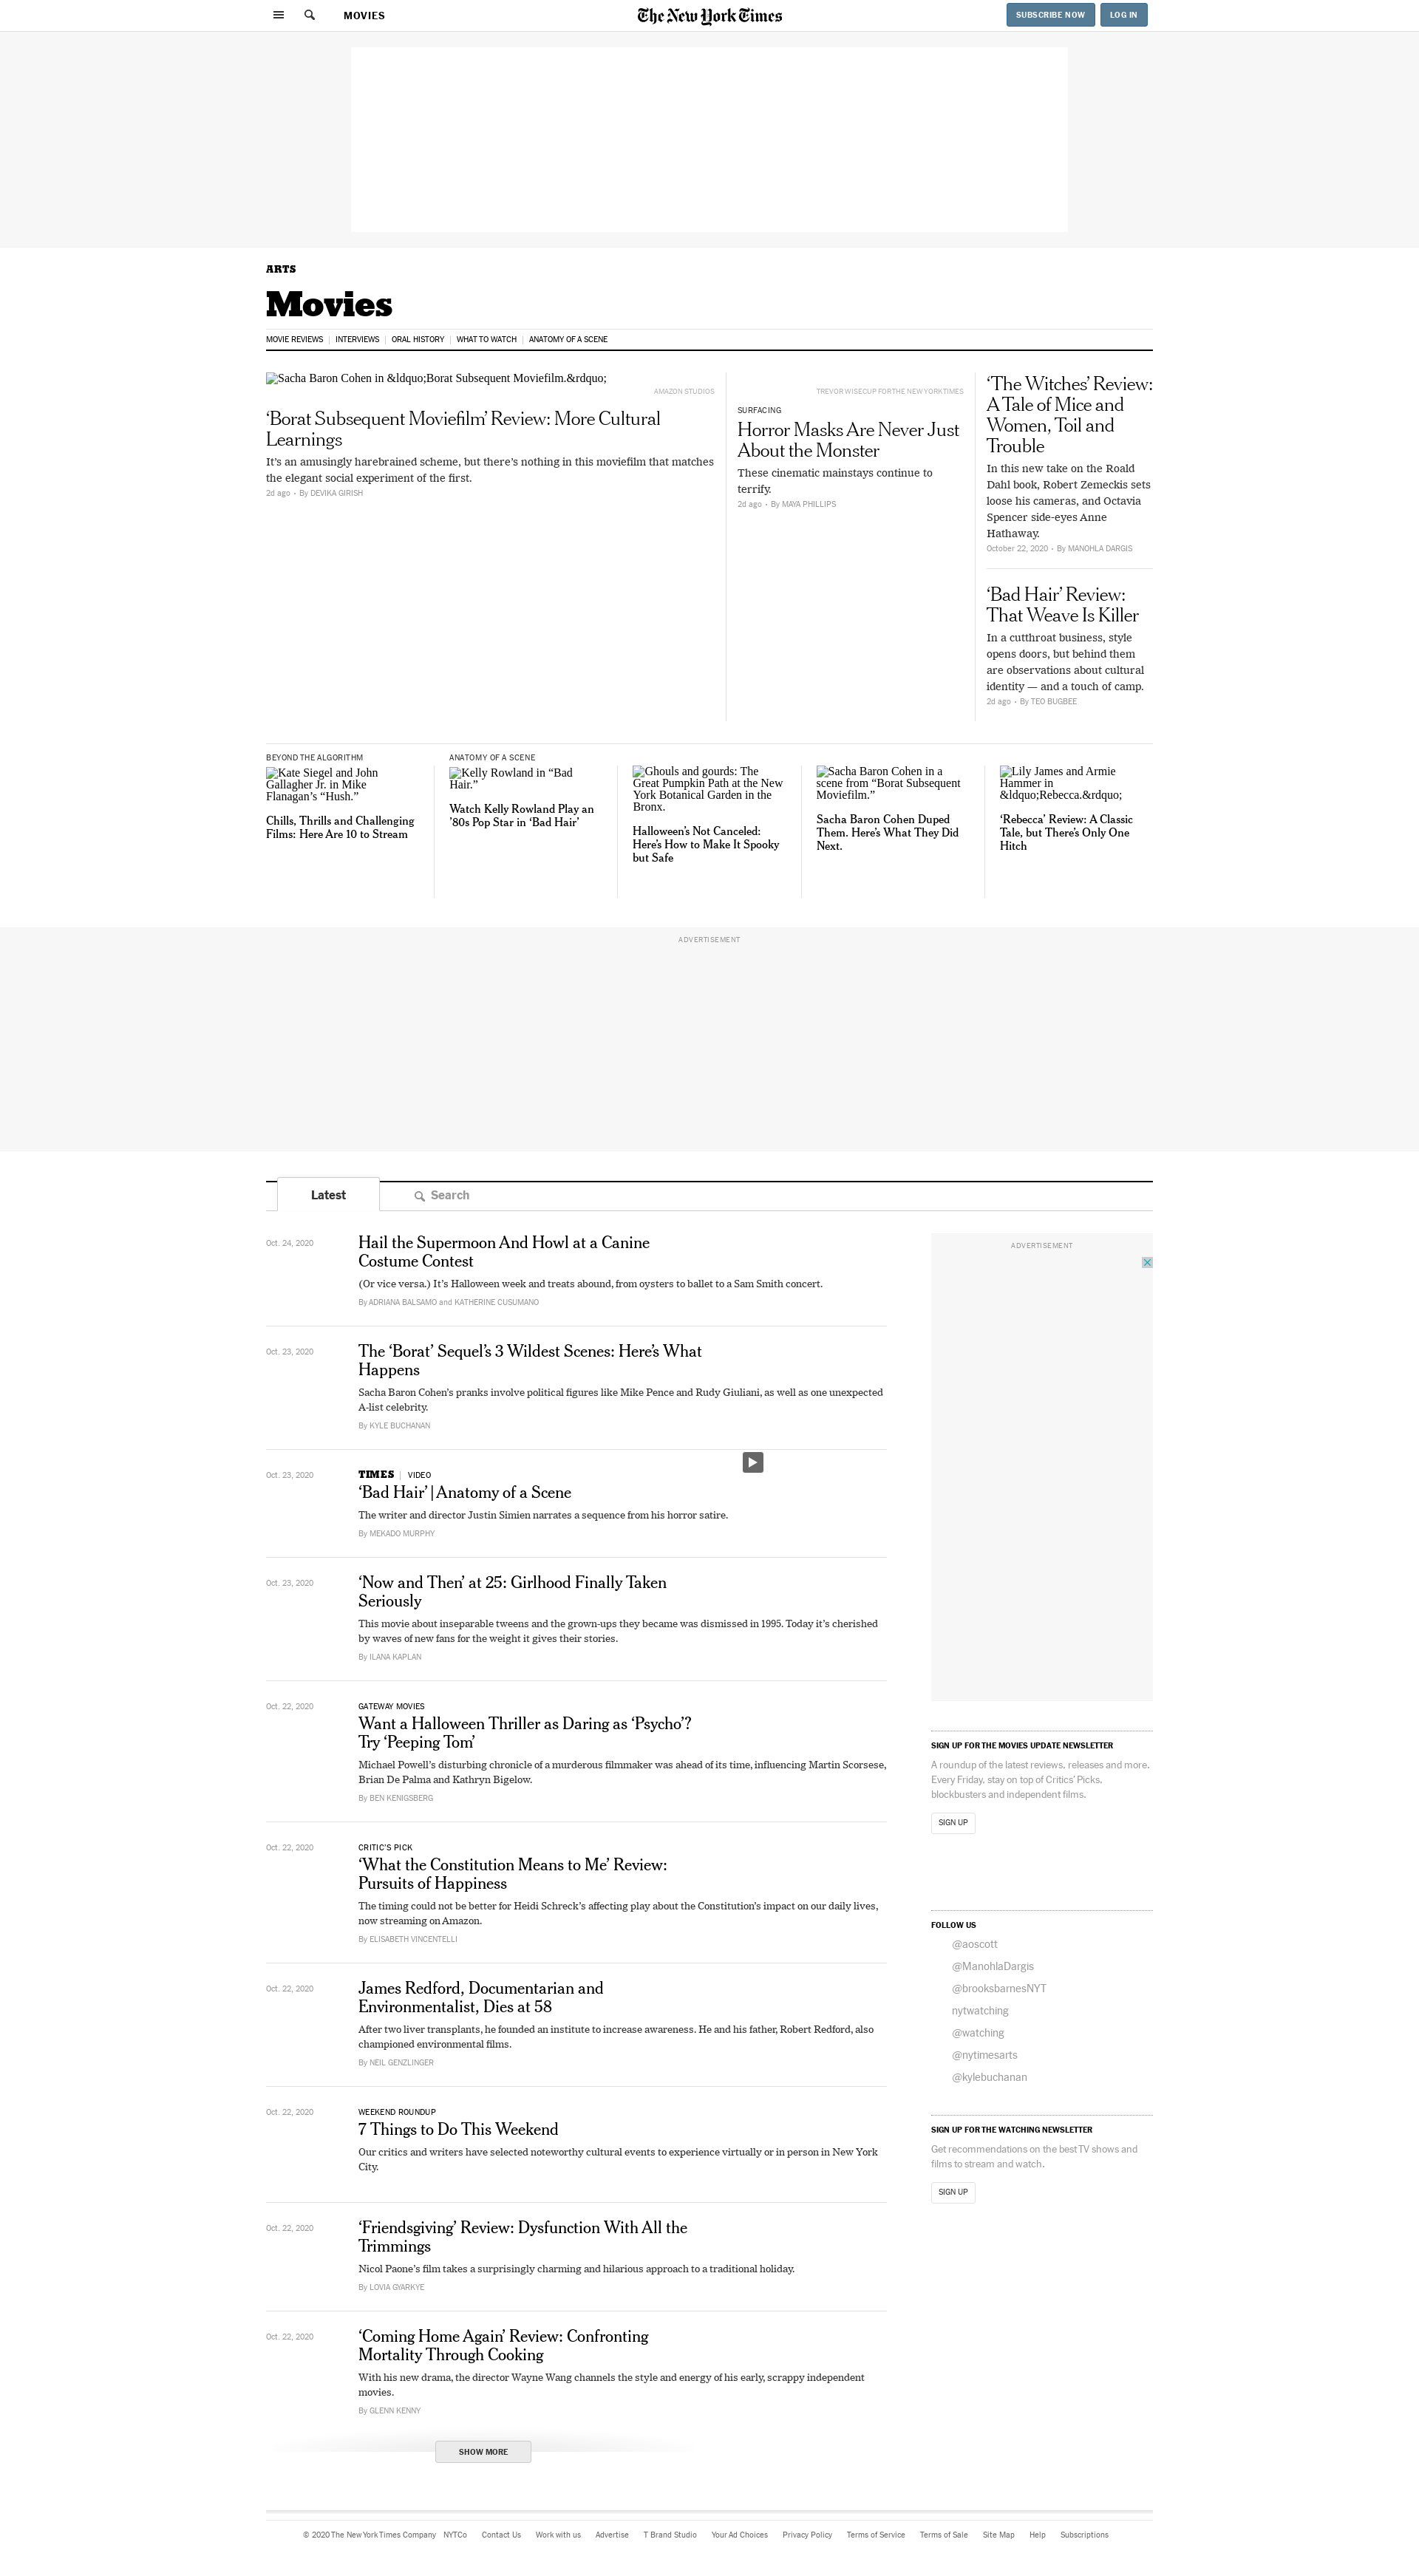 MOVIES
The New York Times
SUBSCRIBE NOW
LOG IN
ARTS
Movies
MOVIE REVIEWS
INTERVIEWS
ORAL HISTORY
WHAT TO WATCH
ANATOMY OF A SCENE
Sacha Baron Cohen in &ldquo;Borat Subsequent Moviefilm.&rdquo;
AMAZON STUDIOS
‘Borat Subsequent Moviefilm’ Review: More Cultural
Learnings
It’s an amusingly harebrained scheme, but there’s nothing in this moviefilm that matches
the elegant social experiment of the first.
2d ago • By DEVIKA GIRISH
TREVOR WISECUP FOR THE NEW YORK TIMES
SURFACING
Horror Masks Are Never Just
About the Monster
These cinematic mainstays continue to
terrify.
2d ago • By MAYA PHILLIPS
‘The Witches’ Review:
A Tale of Mice and
Women, Toil and
Trouble
In this new take on the Roald
Dahl book, Robert Zemeckis sets
loose his cameras, and Octavia
Spencer side-eyes Anne
Hathaway.
October 22, 2020 • By MANOHLA DARGIS
‘Bad Hair’ Review:
That Weave Is Killer
In a cutthroat business, style
opens doors, but behind them
are observations about cultural
identity — and a touch of camp.
2d ago • By TEO BUGBEE
BEYOND THE ALGORITHM
Kate Siegel and John
Gallagher Jr. in Mike
Flanagan’s “Hush.”
Chills, Thrills and Challenging
Films: Here Are 10 to Stream
ANATOMY OF A SCENE
Kelly Rowland in “Bad
Hair.”
Watch Kelly Rowland Play an
’80s Pop Star in ‘Bad Hair’
Ghouls and gourds: The
Great Pumpkin Path at the New
York Botanical Garden in the
Bronx.
Halloween’s Not Canceled:
Here’s How to Make It Spooky
but Safe
Sacha Baron Cohen in a
scene from “Borat Subsequent
Moviefilm.”
Sacha Baron Cohen Duped
Them. Here’s What They Did
Next.
Lily James and Armie
Hammer in
&ldquo;Rebecca.&rdquo;
‘Rebecca’ Review: A Classic
Tale, but There’s Only One
Hitch
ADVERTISEMENT
Latest
Search
Oct. 24, 2020
Hail the Supermoon And Howl at a Canine
Costume Contest
(Or vice versa.) It’s Halloween week and treats abound, from oysters to ballet to a Sam Smith concert.
By ADRIANA BALSAMO and KATHERINE CUSUMANO
Oct. 23, 2020
The ‘Borat’ Sequel’s 3 Wildest Scenes: Here’s What
Happens
Sacha Baron Cohen’s pranks involve political figures like Mike Pence and Rudy Giuliani, as well as one unexpected
A-list celebrity.
By KYLE BUCHANAN
Oct. 23, 2020
TIMES | VIDEO
‘Bad Hair’ | Anatomy of a Scene
The writer and director Justin Simien narrates a sequence from his horror satire.
By MEKADO MURPHY
Oct. 23, 2020
‘Now and Then’ at 25: Girlhood Finally Taken
Seriously
This movie about inseparable tweens and the grown-ups they became was dismissed in 1995. Today it’s cherished
by waves of new fans for the weight it gives their stories.
By ILANA KAPLAN
Oct. 22, 2020
GATEWAY MOVIES
Want a Halloween Thriller as Daring as ‘Psycho’?
Try ‘Peeping Tom’
Michael Powell’s disturbing chronicle of a murderous filmmaker was ahead of its time, influencing Martin Scorsese,
Brian De Palma and Kathryn Bigelow.
By BEN KENIGSBERG
Oct. 22, 2020
CRITIC’S PICK
‘What the Constitution Means to Me’ Review:
Pursuits of Happiness
The timing could not be better for Heidi Schreck’s affecting play about the Constitution’s impact on our daily lives,
now streaming on Amazon.
By ELISABETH VINCENTELLI
Oct. 22, 2020
James Redford, Documentarian and
Environmentalist, Dies at 58
After two liver transplants, he founded an institute to increase awareness. He and his father, Robert Redford, also
championed environmental films.
By NEIL GENZLINGER
Oct. 22, 2020
WEEKEND ROUNDUP
7 Things to Do This Weekend
Our critics and writers have selected noteworthy cultural events to experience virtually or in person in New York
City.
Oct. 22, 2020
‘Friendsgiving’ Review: Dysfunction With All the
Trimmings
Nicol Paone’s film takes a surprisingly charming and hilarious approach to a traditional holiday.
By LOVIA GYARKYE
Oct. 22, 2020
‘Coming Home Again’ Review: Confronting
Mortality Through Cooking
With his new drama, the director Wayne Wang channels the style and energy of his early, scrappy independent
movies.
By GLENN KENNY
SHOW MORE
ADVERTISEMENT
SIGN UP FOR THE MOVIES UPDATE NEWSLETTER
A roundup of the latest reviews, releases and more.
Every Friday, stay on top of Critics’ Picks,
blockbusters and independent films.
SIGN UP
FOLLOW US
@aoscott
@ManohlaDargis
@brooksbarnesNYT
nytwatching
@watching
@nytimesarts
@kylebuchanan
SIGN UP FOR THE WATCHING NEWSLETTER
Get recommendations on the best TV shows and
films to stream and watch.
SIGN UP
© 2020 The New York Times Company NYTCo Contact Us Work with us Advertise T Brand Studio Your Ad Choices Privacy Policy Terms of Service Terms of Sale Site Map Help Subscriptions